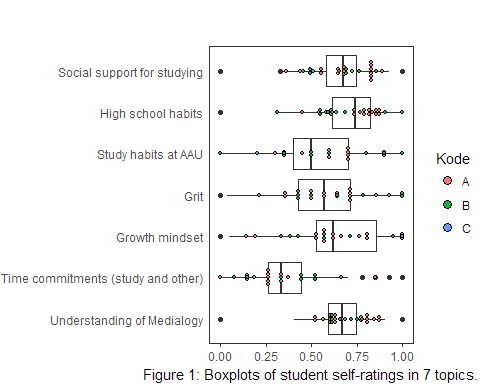 Social support for studying
High school habits
Study habits at AAU
Grit
Growth mindset
Time commitments (study and other)
Understanding of Medialogy
0.00 0.25 0.50 0.75 1.00
Kode
A
B
C
Figure 1: Boxplots of student self-ratings in 7 topics.